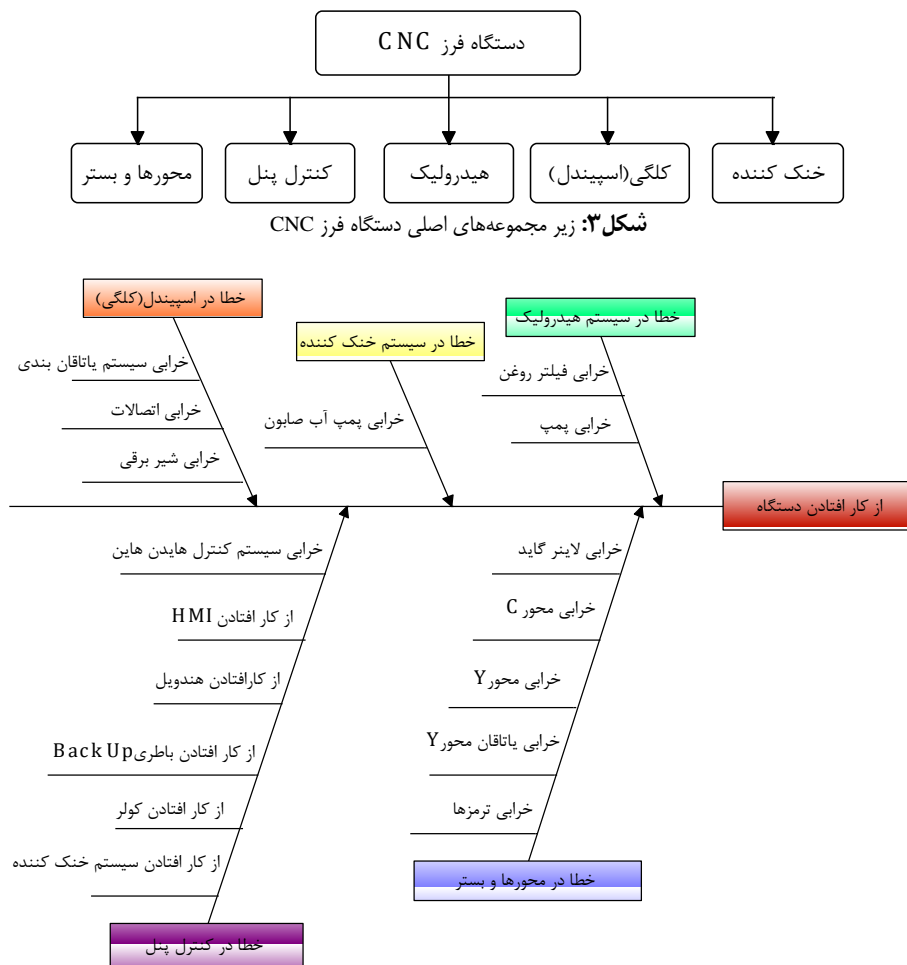 دستگاه فرز CNC
خنک کننده
کلگی(اسپیندل)
هیدرولیک
کنترل پنل
محورها و بستر
شکل۳: زیر مجموعه‌های اصلی دستگاه فرز CNC
خطا در سیستم هیدرولیک
خرابی فیلتر روغن
خرابی پمپ
خطا در سیستم خنک کننده
خرابی پمپ آب صابون
خطا در اسپیندل(کلگی)
خرابی سیستم یاتاقان بندی
خرابی اتصالات
خرابی شیر برقی
از کار افتادن دستگاه
خرابی لاینر گاید
خرابی محور C
خرابی محورY
خرابی یاتاقان محورY
خرابی ترمزها
خطا در محورها و بستر
خرابی سیستم کنترل هایدن هاین
از کار افتادن HMI
از کارافتادن هندویل
از کار افتادن باطریBack Up
از کار افتادن کولر
از کار افتادن سیستم خنک کننده
خطا در کنترل پنل